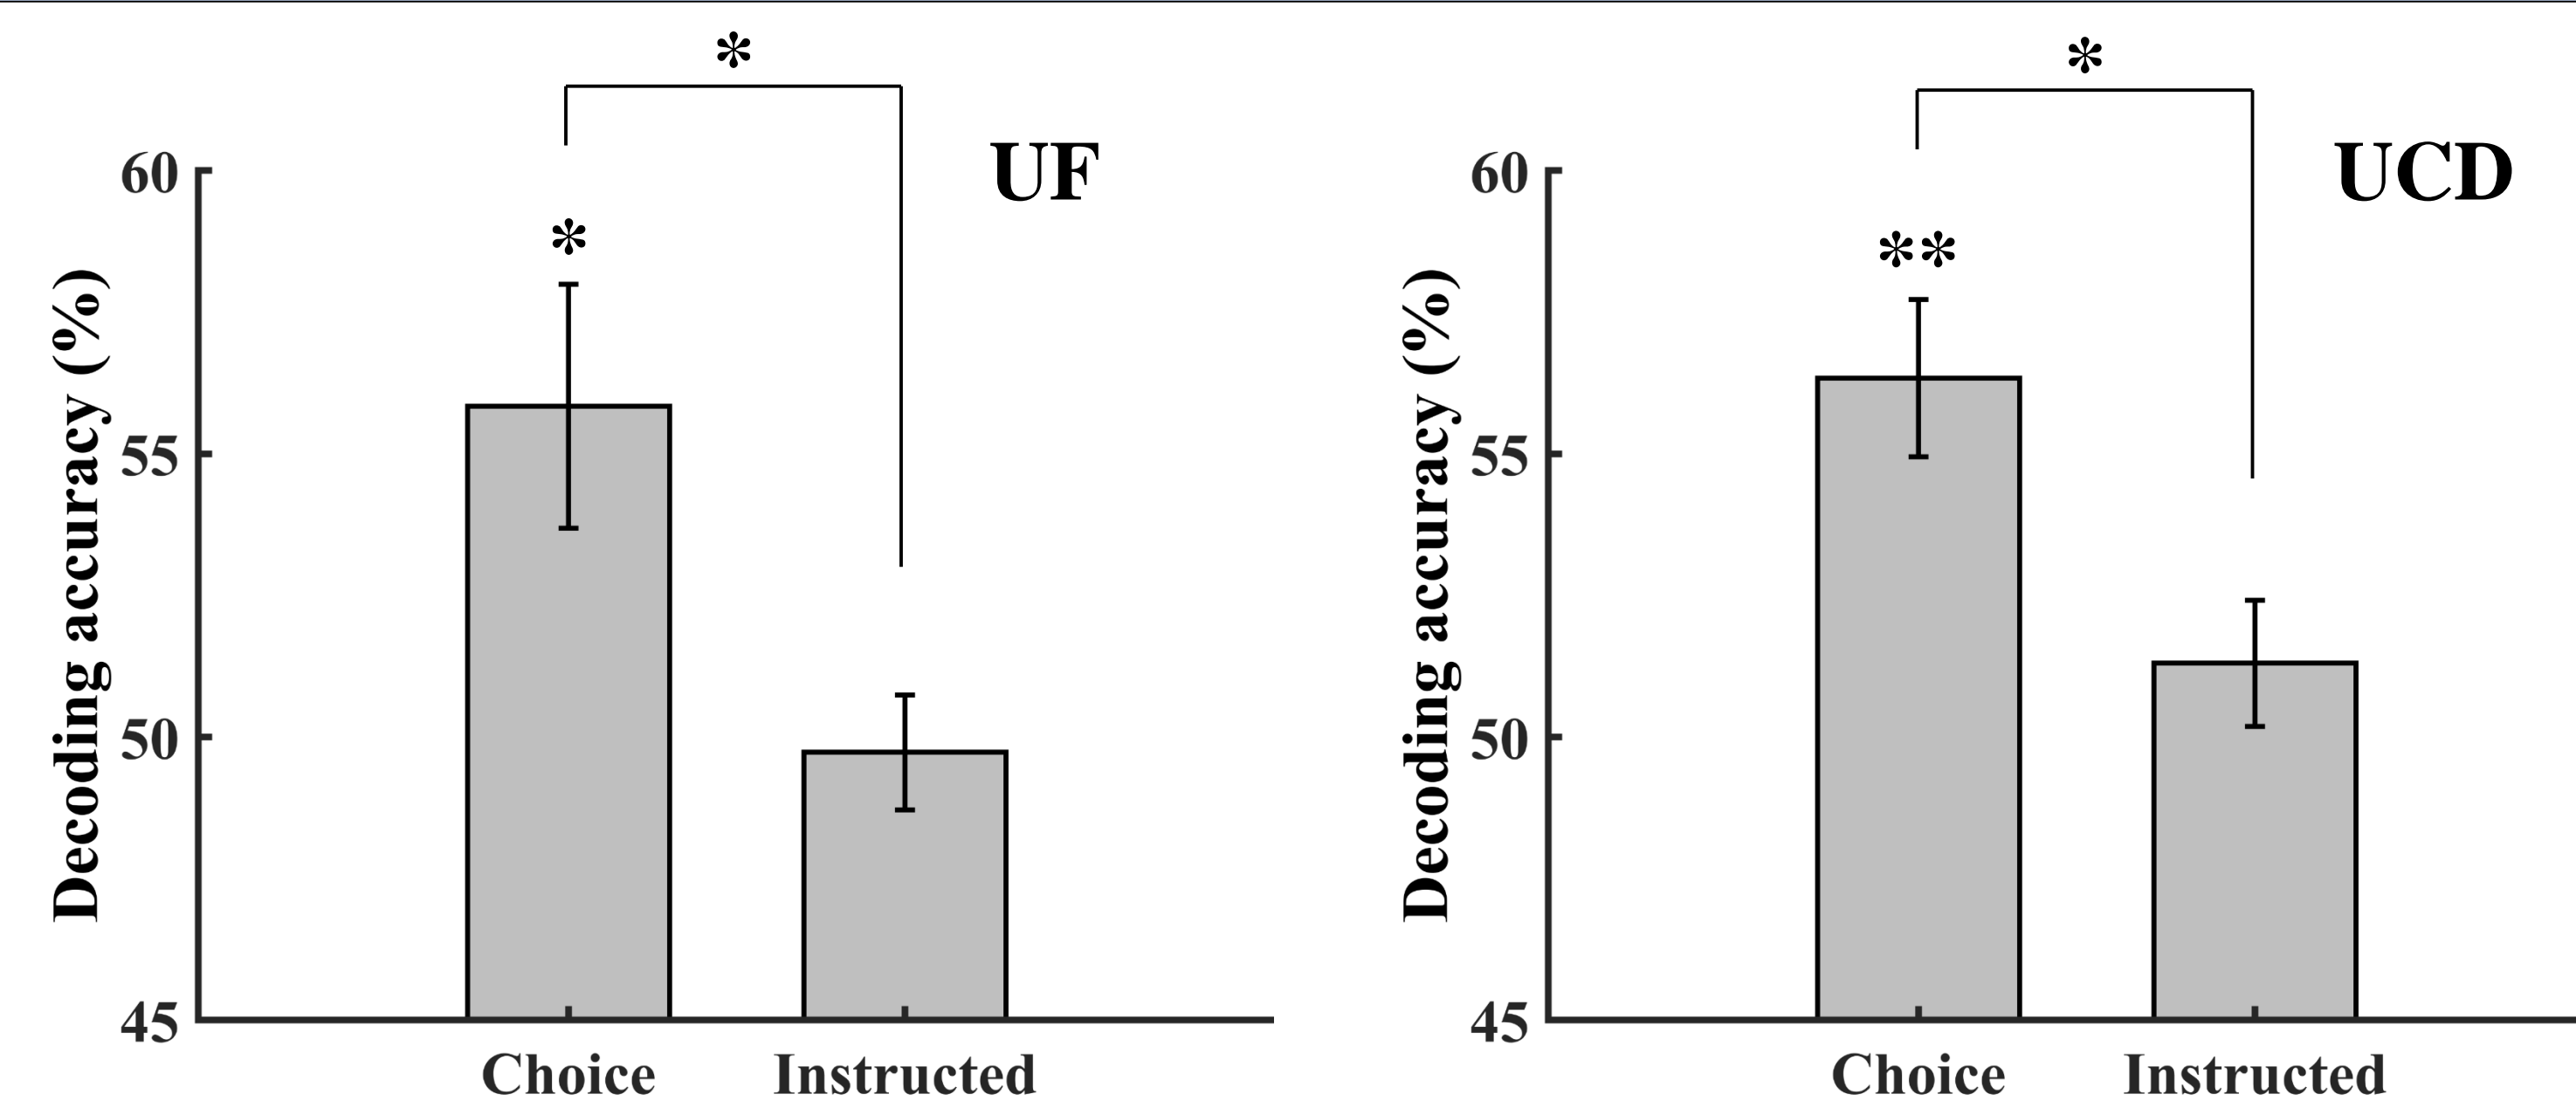 *
UF
60
*
55
50
45
Decoding accuracy (%)
Choice
Instructed
*
UCD
60
**
55
50
45
Decoding accuracy (%)
Choice
Instructed